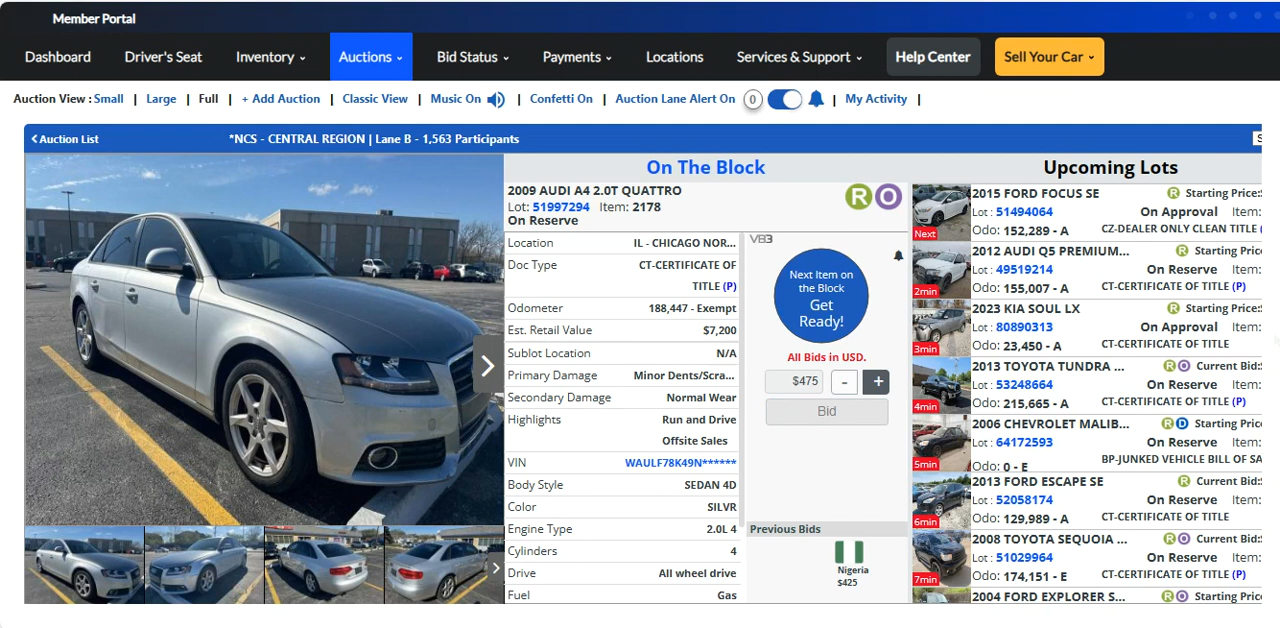 Member Portal
Dashboard Driver's Seat Inventory Auctions Bid Status Payments Locations Services & Support Help Center Sell Your Car
Auction View : Small | Large | Full | + Add Auction | Classic View | Music On | Confetti On | Auction Lane Alert On 0 | My Activity |
Auction List *NCS - CENTRAL REGION | Lane B - 1,563 Participants S
On The Block
2009 AUDI A4 2.0T QUATTRO
Lot: 51997294 Item: 2178
On Reserve
R O
Location IL - CHICAGO NOR...
Doc Type CT-CERTIFICATE OF
TITLE (P)
Odometer 188,447 - Exempt
Est. Retail Value $7,200
Sublot Location N/A
Primary Damage Minor Dents/Scra...
Secondary Damage Normal Wear
Highlights Run and Drive
Offsite Sales
VIN WAULF78K49N******
Body Style SEDAN 4D
Color SILVR
Engine Type 2.0L 4
Cylinders 4
Drive All wheel drive
Fuel Gas
VB3
Next Item on
the Block
Get
Ready!
All Bids in USD.
$475 - +
Bid
Previous Bids
Nigeria
$425
Upcoming Lots
2015 FORD FOCUS SE R Starting Price:
Lot : 51494064 On Approval Item:
Next Odo: 152,289 - A CZ-DEALER ONLY CLEAN TITLE (
2012 AUDI Q5 PREMIUM... R Starting Price:
Lot : 49519214 On Reserve Item:
2min Odo: 155,007 - A CT-CERTIFICATE OF TITLE (P)
2023 KIA SOUL LX R Starting Price:
Lot : 80890313 On Approval Item:
3min Odo: 23,450 - A CT-CERTIFICATE OF TITLE
2013 TOYOTA TUNDRA ... R O Current Bid:
Lot : 53248664 On Reserve Item:
4min Odo: 215,665 - A CT-CERTIFICATE OF TITLE (P)
2006 CHEVROLET MALIB... R D Starting Price
Lot : 64172593 On Reserve Item:
5min Odo: 0 - E BP-JUNKED VEHICLE BILL OF SA
2013 FORD ESCAPE SE R Current Bid:
Lot : 52058174 On Reserve Item:
6min Odo: 129,989 - A CT-CERTIFICATE OF TITLE
2008 TOYOTA SEQUOIA ... R O Current Bid:
Lot : 51029964 On Reserve Item:
7min Odo: 174,151 - E CT-CERTIFICATE OF TITLE (P)
2004 FORD EXPLORER S... R O Starting Price